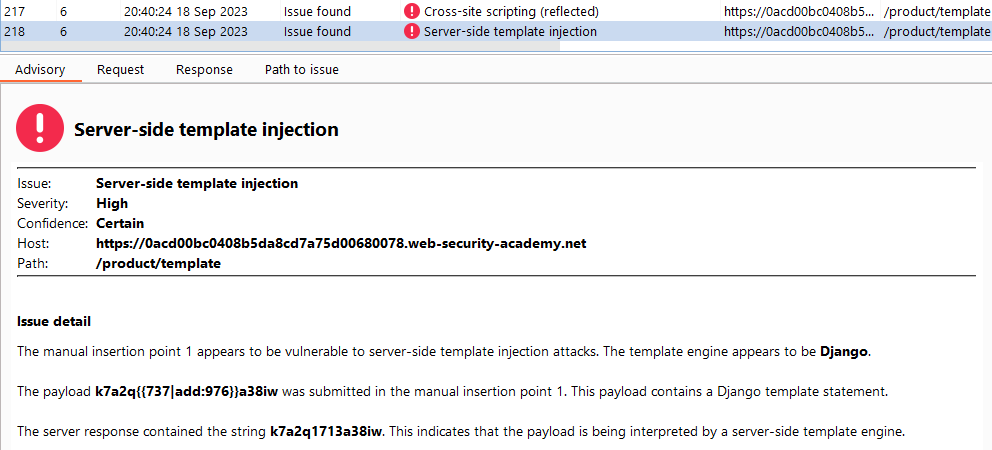 217 6 20:40:24 18 Sep 2023 Issue found Cross-site scripting (reflected) https://0acd00bc0408b5... /product/template
218 6 20:40:24 18 Sep 2023 Issue found Server-side template injection https://0acd00bc0408b5... /product/template
Advisory Request Response Path to issue
Server-side template injection
Issue: Server-side template injection
Severity: High
Confidence: Certain
Host: https://0acd00bc0408b5da8cd7a75d00680078.web-security-academy.net
Path: /product/template
Issue detail
The manual insertion point 1 appears to be vulnerable to server-side template injection attacks. The template engine appears to be Django.
The payload k7a2q{{737|add:976}}a38iw was submitted in the manual insertion point 1. This payload contains a Django template statement.
The server response contained the string k7a2q1713a38iw. This indicates that the payload is being interpreted by a server-side template engine.